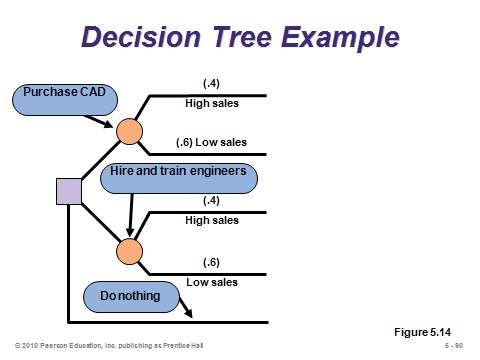 Decision Tree Example
Purchase CAD
(.4)
High sales
(.6) Low sales
Hire and train engineers
(.4)
High sales
(.6)
Low sales
Do nothing
Figure 5.14
© 2010 Pearson Education, Inc. publishing as Prentice Hall
5 - 90